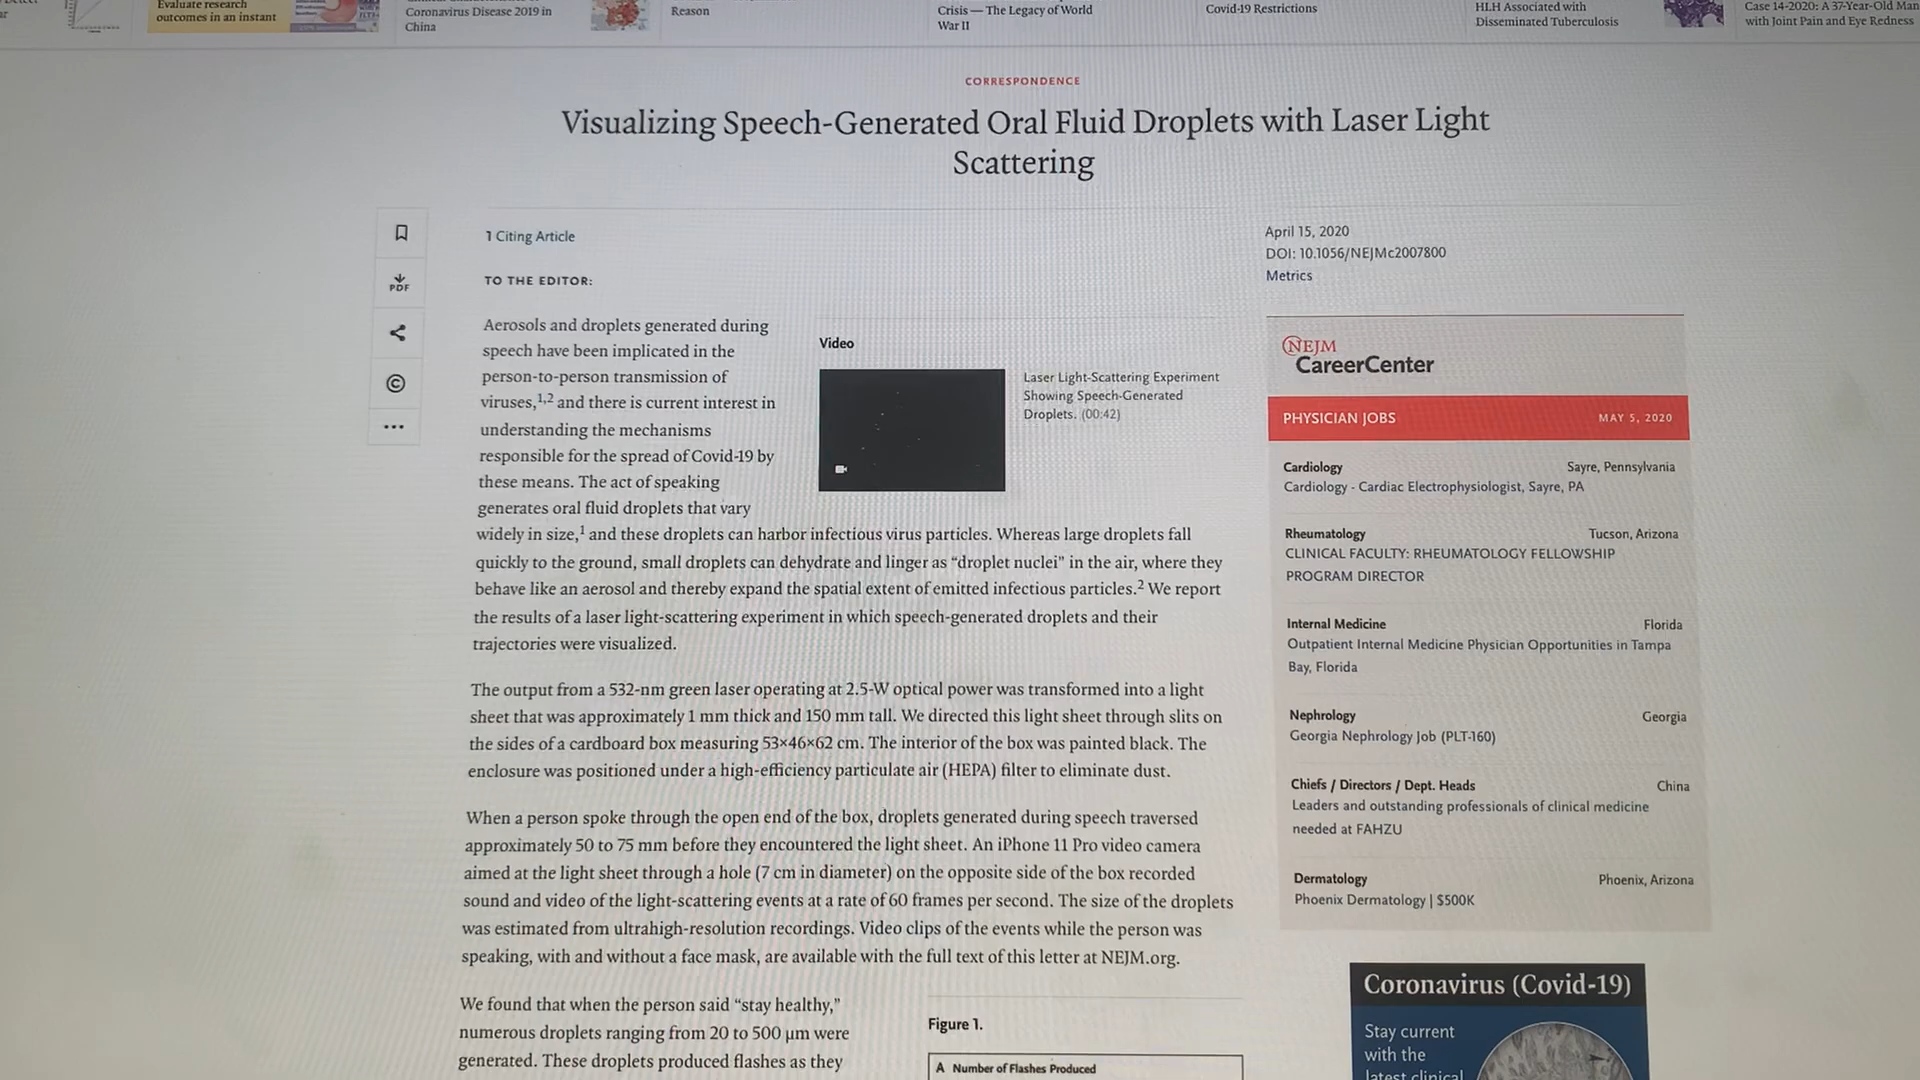 Evaluate research
outcomes in an instant
Coronavirus Disease 2019 in
China
Reason
Crisis — The Legacy of World
War II
Covid-19 Restrictions
HLH Associated with
Disseminated Tuberculosis
Case 14-2020: A 37-Year-Old Man
with Joint Pain and Eye Redness
CORRESPONDENCE
Visualizing Speech-Generated Oral Fluid Droplets with Laser Light
Scattering
1 Citing Article
April 15, 2020
DOI: 10.1056/NEJMc2007800
Metrics
PDF
TO THE EDITOR:
Aerosols and droplets generated during
speech have been implicated in the
person-to-person transmission of
viruses,1,2 and there is current interest in
understanding the mechanisms
responsible for the spread of Covid-19 by
these means. The act of speaking
generates oral fluid droplets that vary
widely in size,1 and these droplets can harbor infectious virus particles. Whereas large droplets fall
quickly to the ground, small droplets can dehydrate and linger as “droplet nuclei” in the air, where they
behave like an aerosol and thereby expand the spatial extent of emitted infectious particles.2 We report
the results of a laser light-scattering experiment in which speech-generated droplets and their
trajectories were visualized.
Video
Laser Light-Scattering Experiment
Showing Speech-Generated
Droplets. (00:42)
The output from a 532-nm green laser operating at 2.5-W optical power was transformed into a light
sheet that was approximately 1 mm thick and 150 mm tall. We directed this light sheet through slits on
the sides of a cardboard box measuring 53×46×62 cm. The interior of the box was painted black. The
enclosure was positioned under a high-efficiency particulate air (HEPA) filter to eliminate dust.
When a person spoke through the open end of the box, droplets generated during speech traversed
approximately 50 to 75 mm before they encountered the light sheet. An iPhone 11 Pro video camera
aimed at the light sheet through a hole (7 cm in diameter) on the opposite side of the box recorded
sound and video of the light-scattering events at a rate of 60 frames per second. The size of the droplets
was estimated from ultrahigh-resolution recordings. Video clips of the events while the person was
speaking, with and without a face mask, are available with the full text of this letter at NEJM.org.
We found that when the person said “stay healthy,”
numerous droplets ranging from 20 to 500 μm were
generated. These droplets produced flashes as they
Figure 1.
A Number of Flashes Produced
NEJM
CareerCenter
PHYSICIAN JOBS
MAY 5, 2020
Cardiology
Sayre, Pennsylvania
Cardiology - Cardiac Electrophysiologist, Sayre, PA
Rheumatology
Tucson, Arizona
CLINICAL FACULTY: RHEUMATOLOGY FELLOWSHIP
PROGRAM DIRECTOR
Internal Medicine
Florida
Outpatient Internal Medicine Physician Opportunities in Tampa
Bay, Florida
Nephrology
Georgia
Georgia Nephrology Job (PLT-160)
Chiefs / Directors / Dept. Heads
China
Leaders and outstanding professionals of clinical medicine
needed at FAHZU
Dermatology
Phoenix, Arizona
Phoenix Dermatology | $500K
Coronavirus (Covid-19)
Stay current
with the
latest clinical